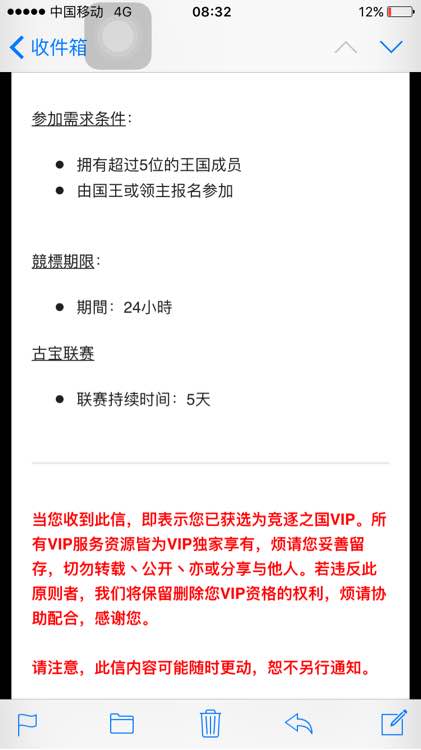 中国移动 4G 08:32 12%
收件箱
参加需求条件:
● 拥有超过5位的王国成员
● 由国王或领主报名参加
競標期限:
● 期間：24小時
古宝联赛
● 联赛持续时间：5天
当您收到此信，即表示您已获选为竞逐之国VIP。所
有VIP服务资源皆为VIP独家享有，烦请您妥善留
存，切勿转载丶公开丶亦或分享与他人。若违反此
原则者，我们将保留删除您VIP资格的权利，烦请协
助配合，感谢您。
请注意，此信内容可能随时更动，恕不另行通知。